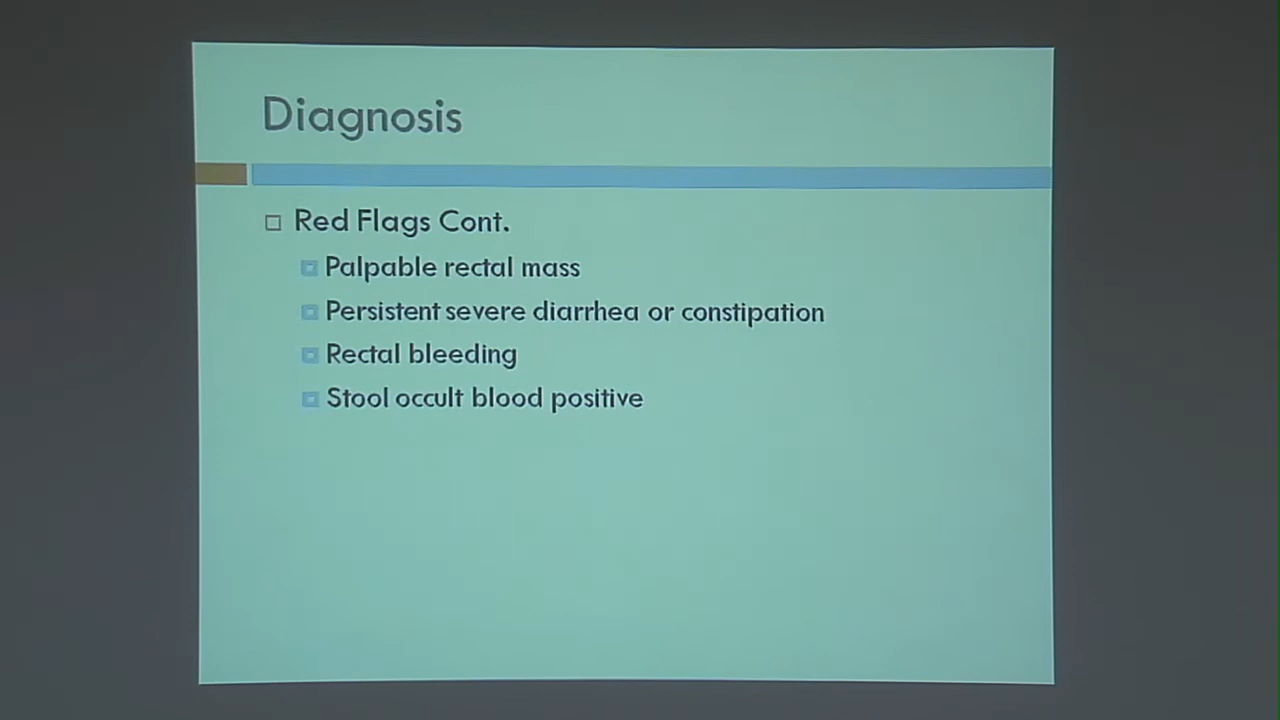 Diagnosis
Red Flags Cont.
Palpable rectal mass
Persistent severe diarrhea or constipation
Rectal bleeding
Stool occult blood positive